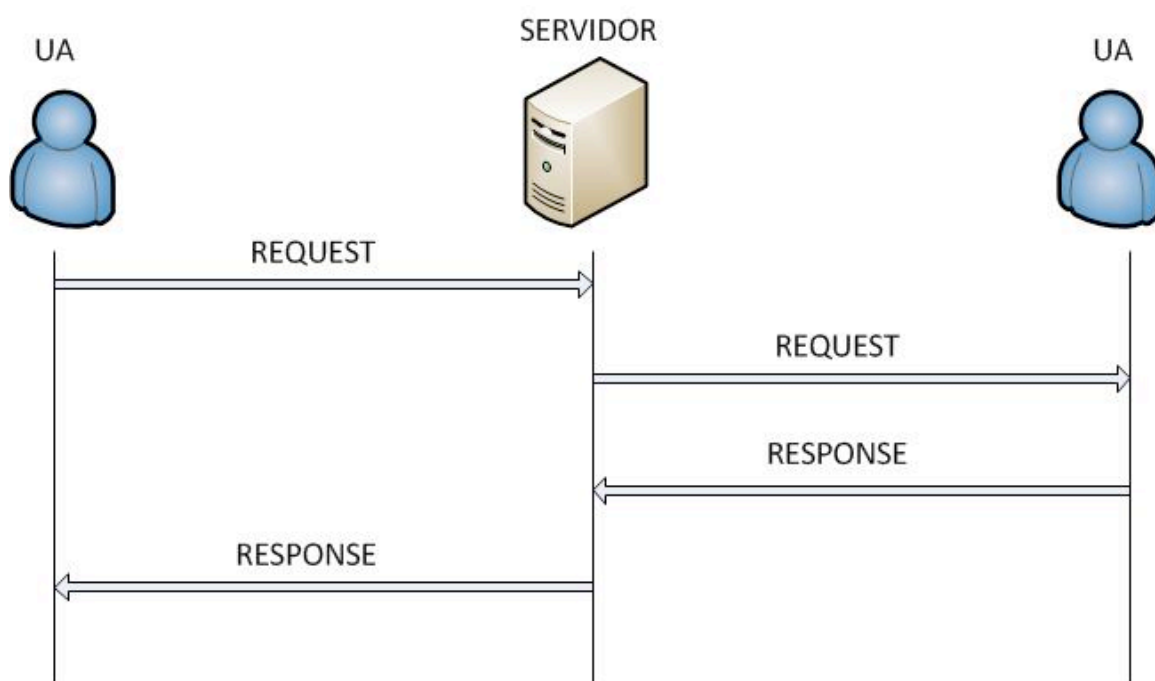 SERVIDOR
UA
UA
REQUEST
REQUEST
RESPONSE
RESPONSE